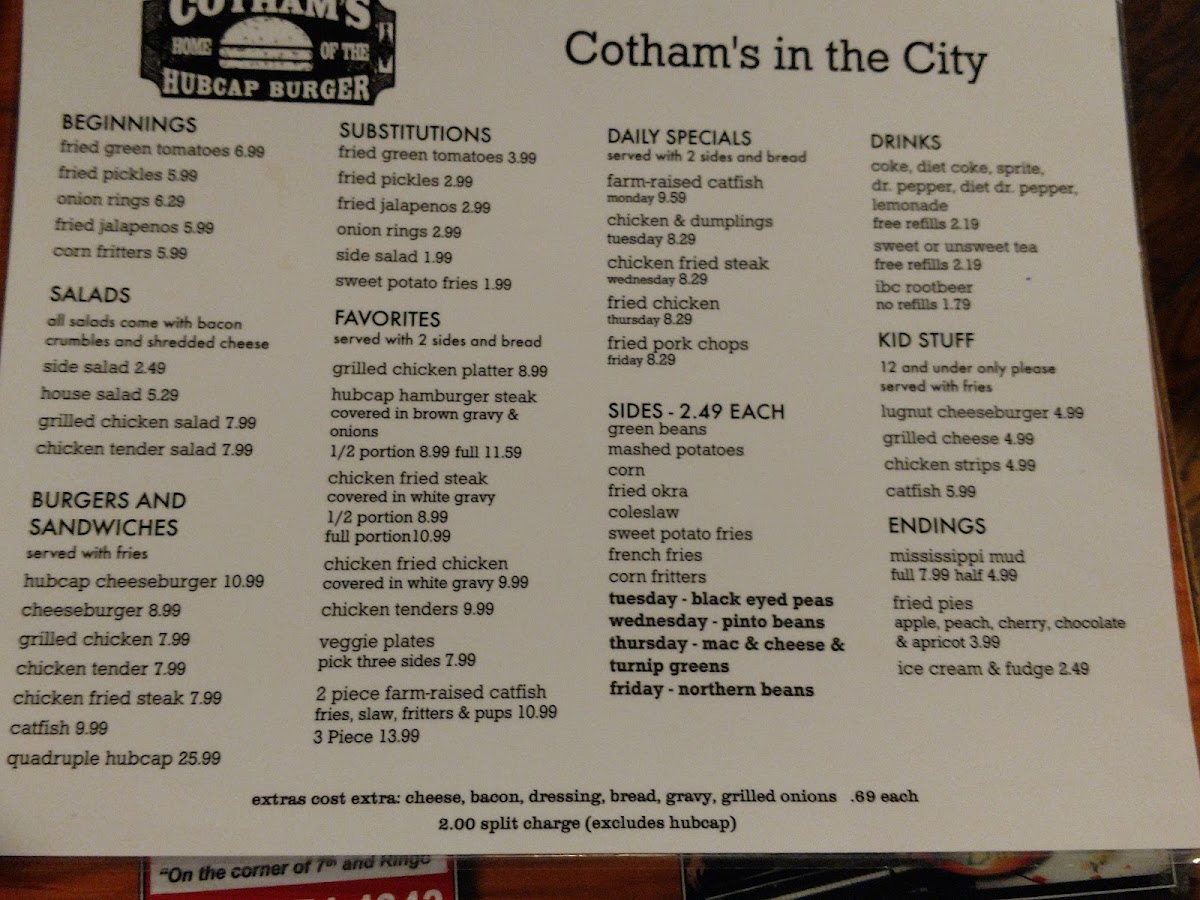 COTHAM'S
HOME OF THE
HUBCAP BURGER
Cotham's in the City
BEGINNINGS
fried green tomatoes 6.99
fried pickles 5.99
onion rings 6.29
fried jalapenos 5.99
corn fritters 5.99
SALADS
all salads come with bacon
crumbles and shredded cheese
side salad 2.49
house salad 5.29
grilled chicken salad 7.99
chicken tender salad 7.99
BURGERS AND
SANDWICHES
served with fries
hubcap cheeseburger 10.99
cheeseburger 8.99
grilled chicken 7.99
chicken tender 7.99
chicken fried steak 7.99
catfish 9.99
quadruple hubcap 25.99
SUBSTITUTIONS
fried green tomatoes 3.99
fried pickles 2.99
fried jalapenos 2.99
onion rings 2.99
side salad 1.99
sweet potato fries 1.99
FAVORITES
served with 2 sides and bread
grilled chicken platter 8.99
hubcap hamburger steak
covered in brown gravy &
onions
1/2 portion 8.99 full 11.59
chicken fried steak
covered in white gravy
1/2 portion 8.99
full portion10.99
chicken fried chicken
covered in white gravy 9.99
chicken tenders 9.99
veggie plates
pick three sides 7.99
2 piece farm-raised catfish
fries, slaw, fritters & pups 10.99
3 Piece 13.99
DAILY SPECIALS
served with 2 sides and bread
farm-raised catfish
monday 9.59
chicken & dumplings
tuesday 8.29
chicken fried steak
wednesday 8.29
fried chicken
thursday 8.29
fried pork chops
friday 8.29
SIDES - 2.49 EACH
green beans
mashed potatoes
corn
fried okra
coleslaw
sweet potato fries
french fries
corn fritters
tuesday - black eyed peas
wednesday - pinto beans
thursday - mac & cheese &
turnip greens
friday - northern beans
DRINKS
coke, diet coke, sprite,
dr. pepper, diet dr. pepper,
lemonade
free refills 2.19
sweet or unsweet tea
free refills 2.19
ibc rootbeer
no refills 1.79
KID STUFF
12 and under only please
served with fries
lugnut cheeseburger 4.99
grilled cheese 4.99
chicken strips 4.99
catfish 5.99
ENDINGS
mississippi mud
full 7.99 half 4.99
fried pies
apple, peach, cherry, chocolate
& apricot 3.99
ice cream & fudge 2.49
extras cost extra: cheese, bacon, dressing, bread, gravy, grilled onions .69 each
2.00 split charge (excludes hubcap)
"On the corner of 7th and Ringo